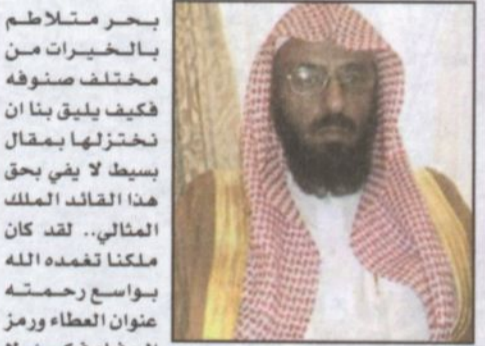 بحر متلاطم
بالخيرات من
مختلف صنوفه
فكيف يليق بنا ان
نختزلها بمقال
بسيط لا يفي بحق
هذا القائد الملك
المثالي.. لقد كان
ملكنا تغمده الله
بواسع رحمته
عنوان العطاء ورمز